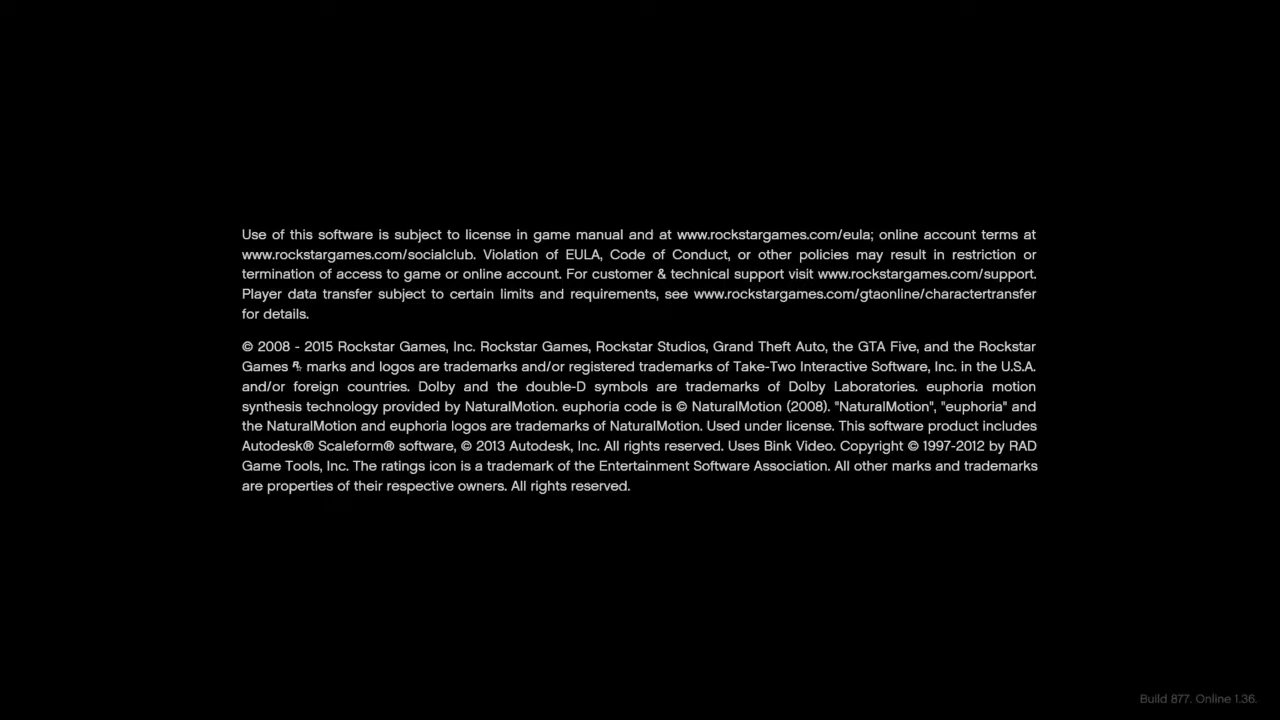 Use of this software is subject to license in game manual and at www.rockstargames.com/eula; online account terms at
www.rockstargames.com/socialclub. Violation of EULA, Code of Conduct, or other policies may result in restriction or
termination of access to game or online account. For customer & technical support visit www.rockstargames.com/support.
Player data transfer subject to certain limits and requirements, see www.rockstargames.com/gtaonline/charactertransfer
for details.
© 2008 - 2015 Rockstar Games, Inc. Rockstar Games, Rockstar Studios, Grand Theft Auto, the GTA Five, and the Rockstar
Games R* marks and logos are trademarks and/or registered trademarks of Take-Two Interactive Software, Inc. in the U.S.A.
and/or foreign countries. Dolby and the double-D symbols are trademarks of Dolby Laboratories. euphoria motion
synthesis technology provided by NaturalMotion. euphoria code is © NaturalMotion (2008). "NaturalMotion", "euphoria" and
the NaturalMotion and euphoria logos are trademarks of NaturalMotion. Used under license. This software product includes
Autodesk® Scaleform® software, © 2013 Autodesk, Inc. All rights reserved. Uses Bink Video. Copyright © 1997-2012 by RAD
Game Tools, Inc. The ratings icon is a trademark of the Entertainment Software Association. All other marks and trademarks
are properties of their respective owners. All rights reserved.
Build 877. Online 1.36.